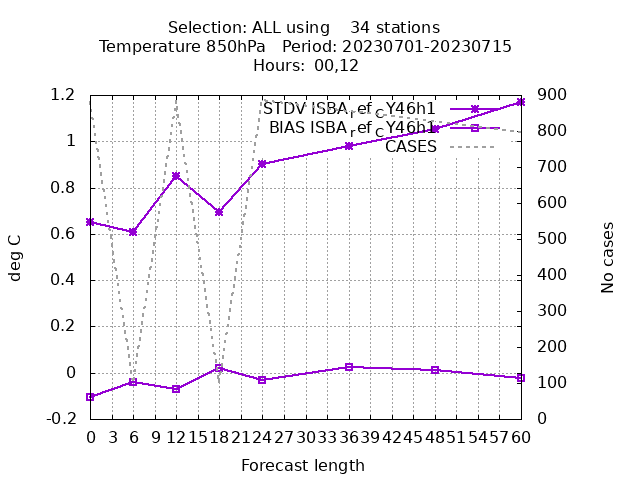 Selection: ALL using    34 stations
Temperature 850hPa   Period: 20230701-20230715
Hours:  00,12
STDV ISBA_ref_CY46h1
BIAS ISBA_ref_CY46h1
CASES
1.2
1
0.8
0.6
0.4
0.2
0
-0.2
deg C
900
800
700
600
500
400
300
200
100
0
No cases
0 3 6 9 12 15 18 21 24 27 30 33 36 39 42 45 48 51 54 57 60
Forecast length